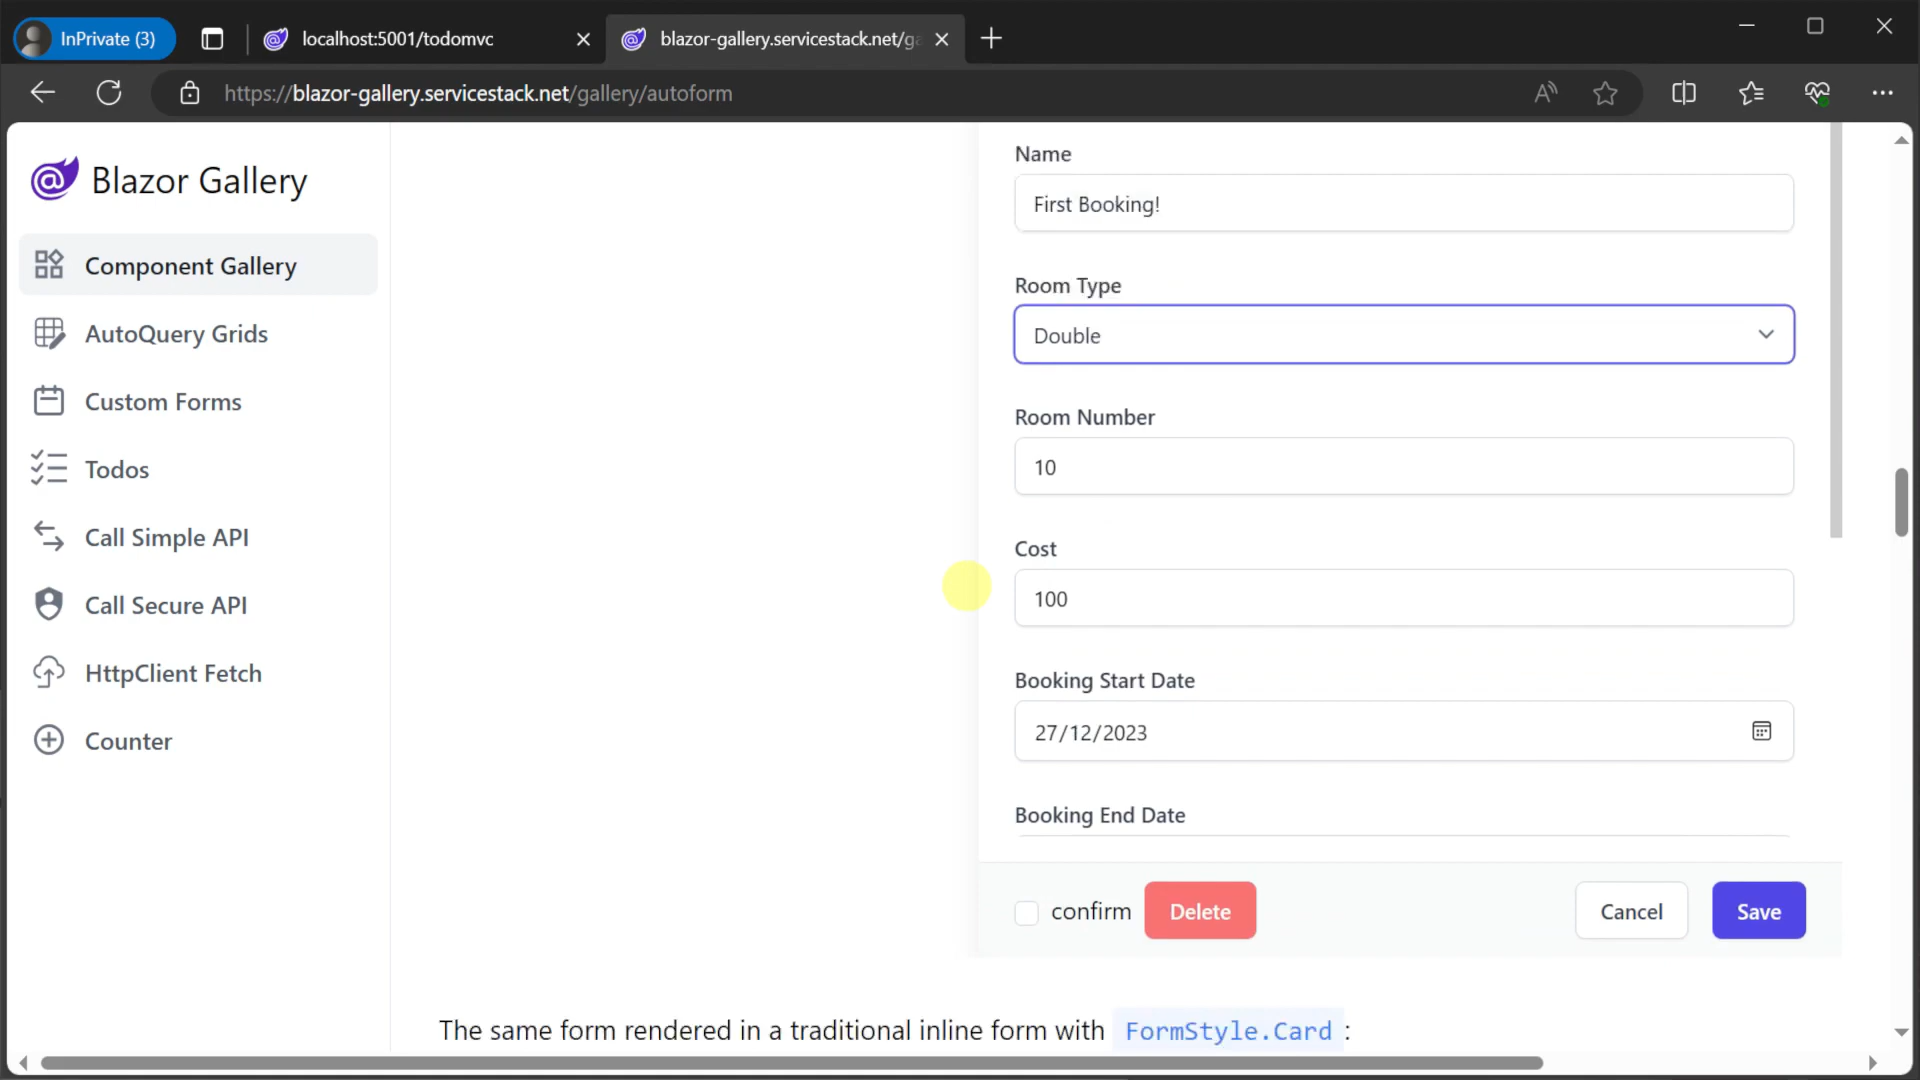 InPrivate (3)
localhost:5001/todomvc
blazor-gallery.servicestack.net/ga
https://blazor-gallery.servicestack.net/gallery/autoform
Blazor Gallery
Component Gallery
AutoQuery Grids
Custom Forms
Todos
Call Simple API
Call Secure API
HttpClient Fetch
Counter
Name
First Booking!
Room Type
Double
Room Number
10
Cost
100
Booking Start Date
27/12/2023
Booking End Date
confirm
Delete
Cancel
Save
The same form rendered in a traditional inline form with FormStyle.Card :